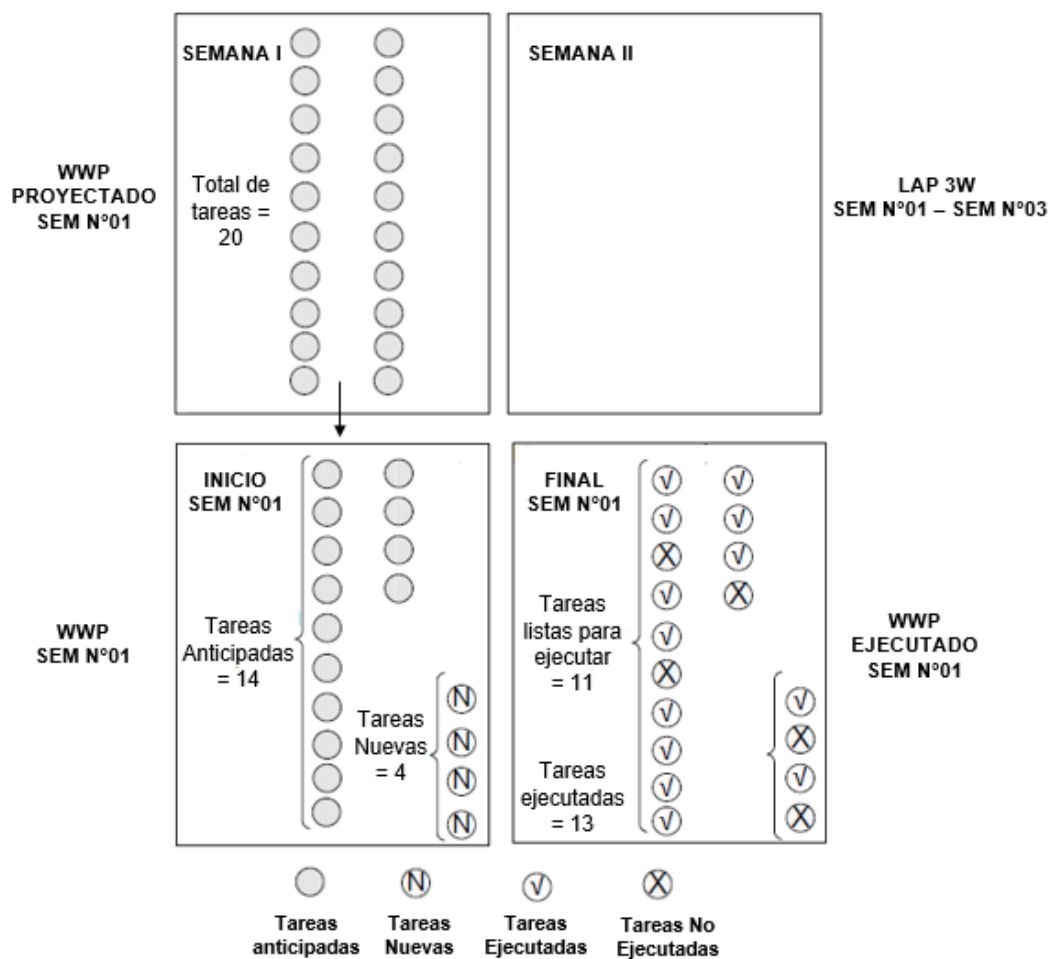 SEMANA I
SEMANA II
WWP
PROYECTADO
SEM N°01
Total de
tareas =
20
LAP 3W
SEM N°01 – SEM N°03
INICIO
SEM N°01
WWP
SEM N°01
Tareas
Anticipadas
= 14
Tareas
Nuevas
= 4
N
N
N
N
FINAL
SEM N°01
Tareas
listas para
ejecutar
= 11
Tareas
ejecutadas
= 13
√
√
X
√
√
X
√
√
√
√
√
√
√
X
√
X
√
X
WWP
EJECUTADO
SEM N°01
N
√
X
Tareas
anticipadas
Tareas
Nuevas
Tareas
Ejecutadas
Tareas No
Ejecutadas